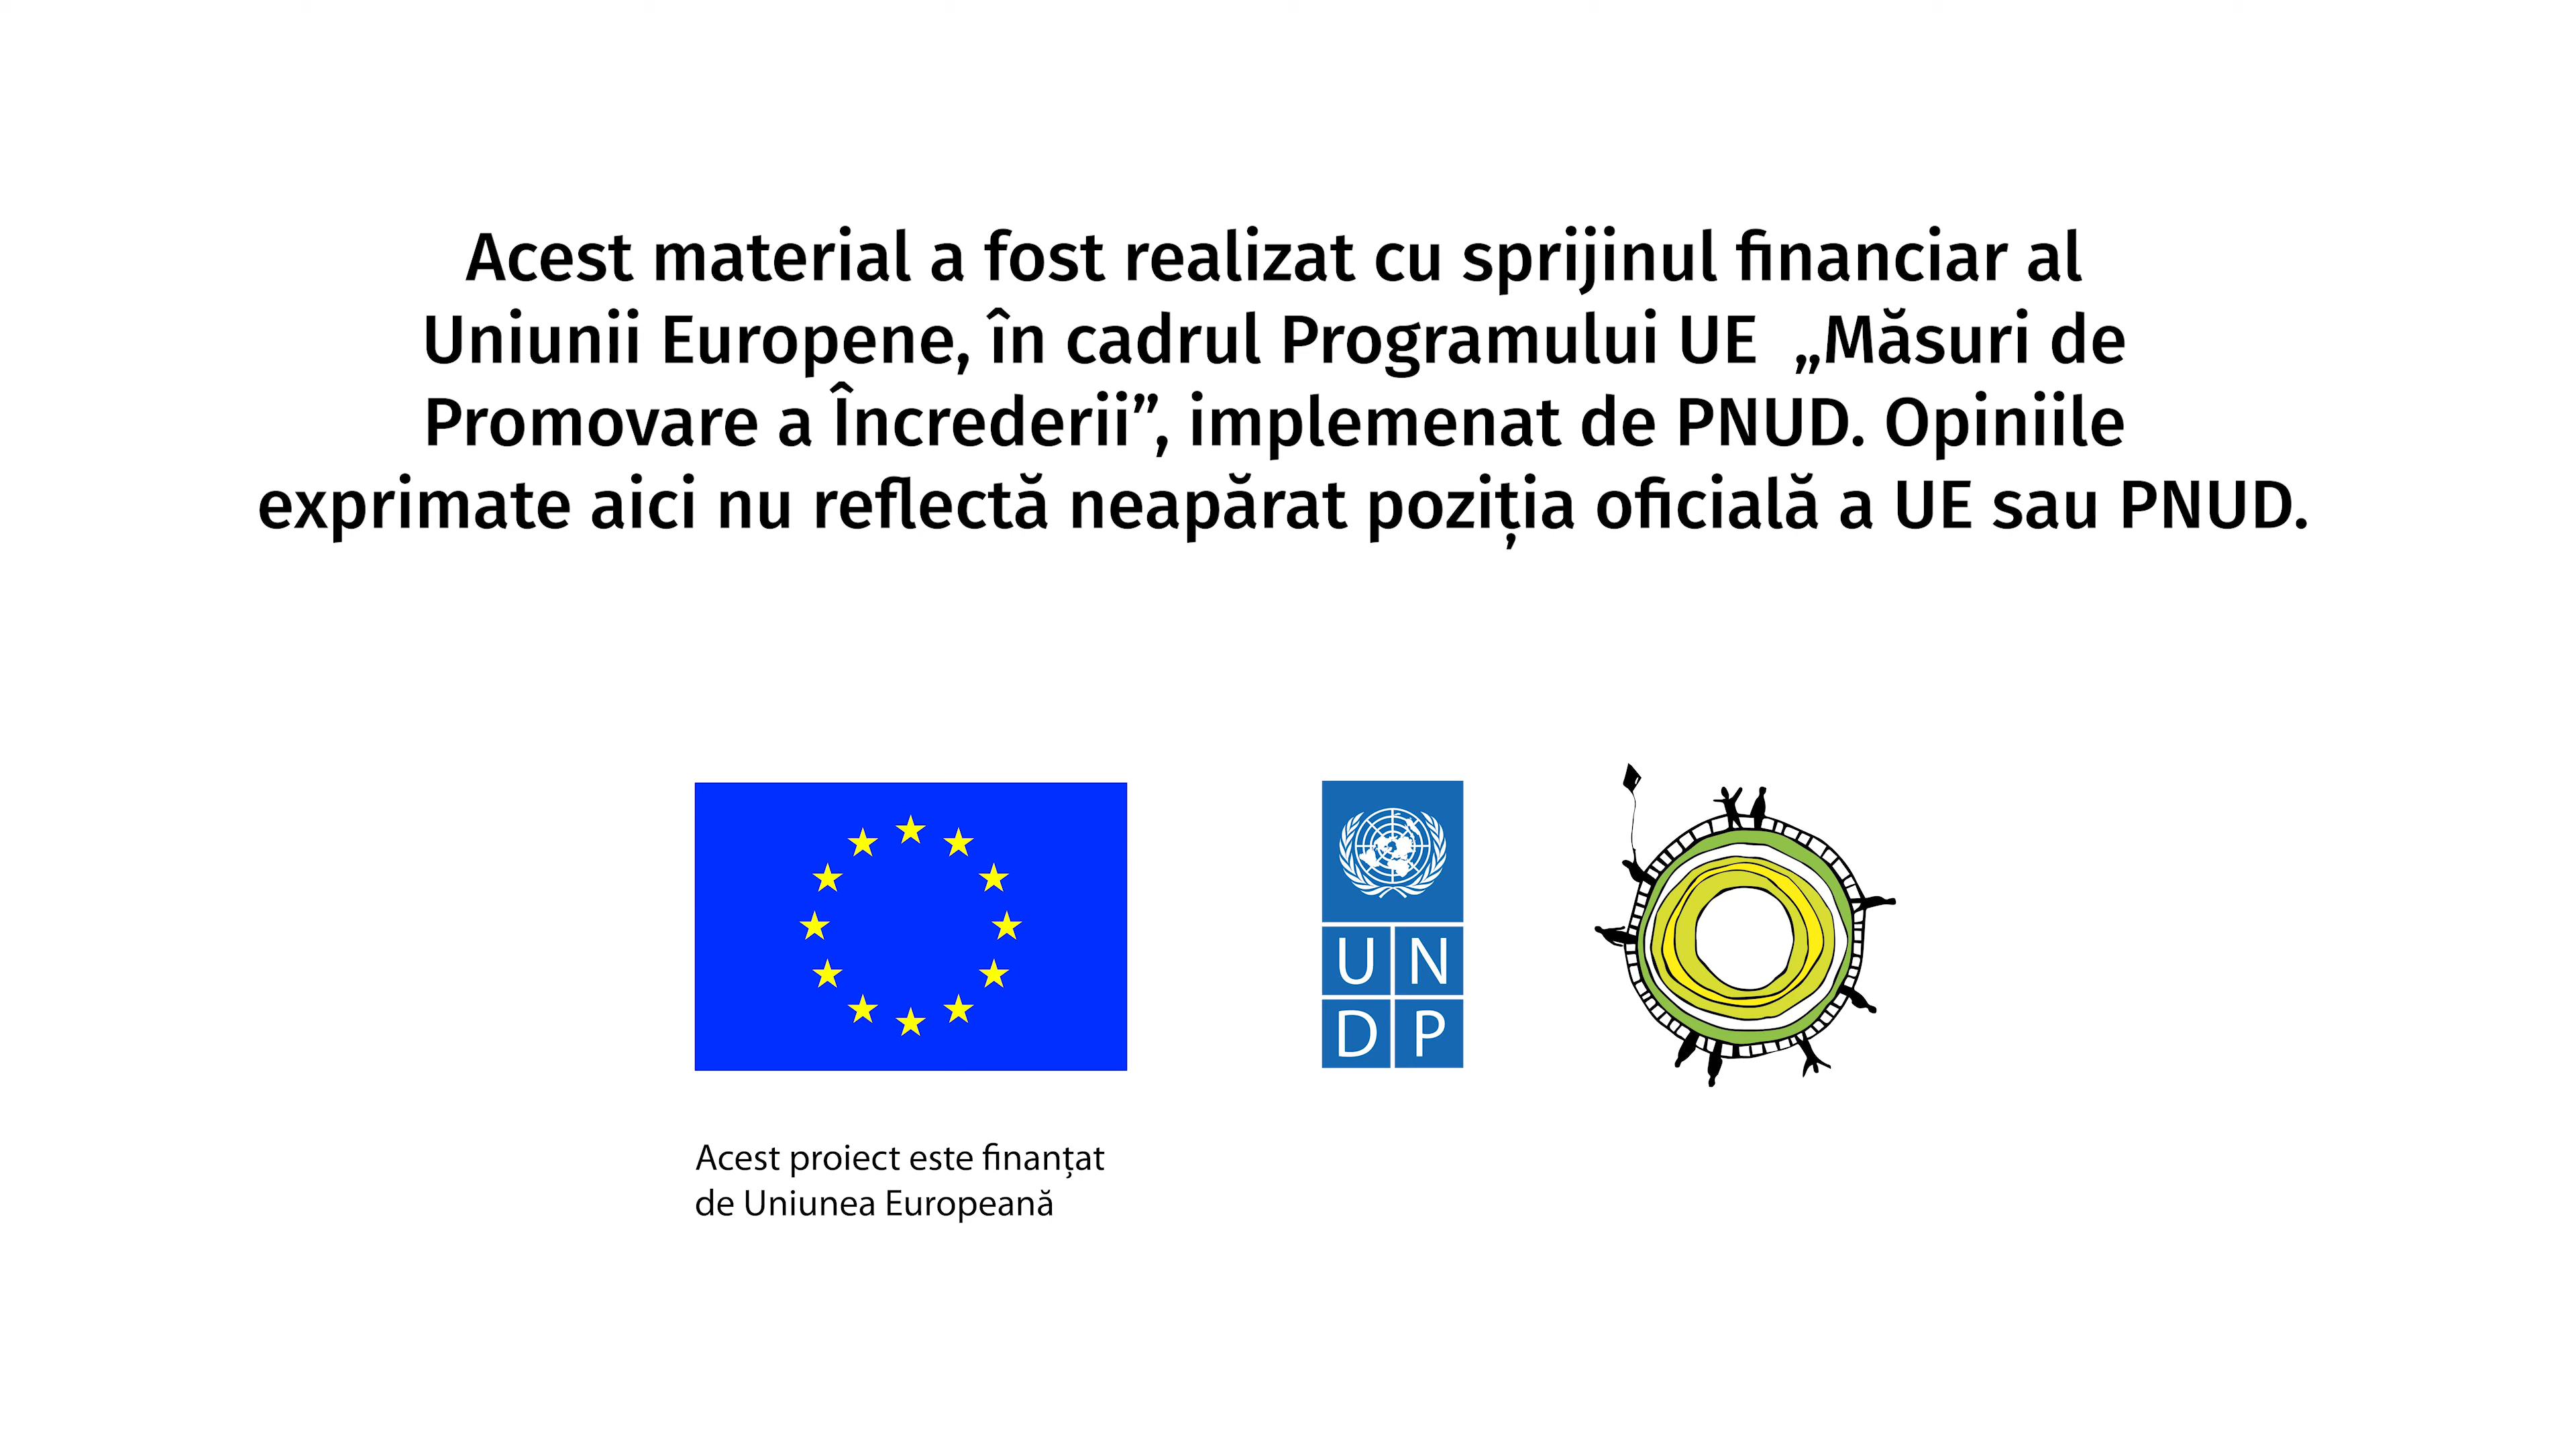 Acest material a fost realizat cu sprijinul financiar al
Uniunii Europene, în cadrul Programului UE  „Măsuri de
Promovare a Încrederii”, implemenat de PNUD. Opiniile
exprimate aici nu reflectă neapărat poziția oficială a UE sau PNUD.
U N
D P
Acest proiect este finanțat
de Uniunea Europeană